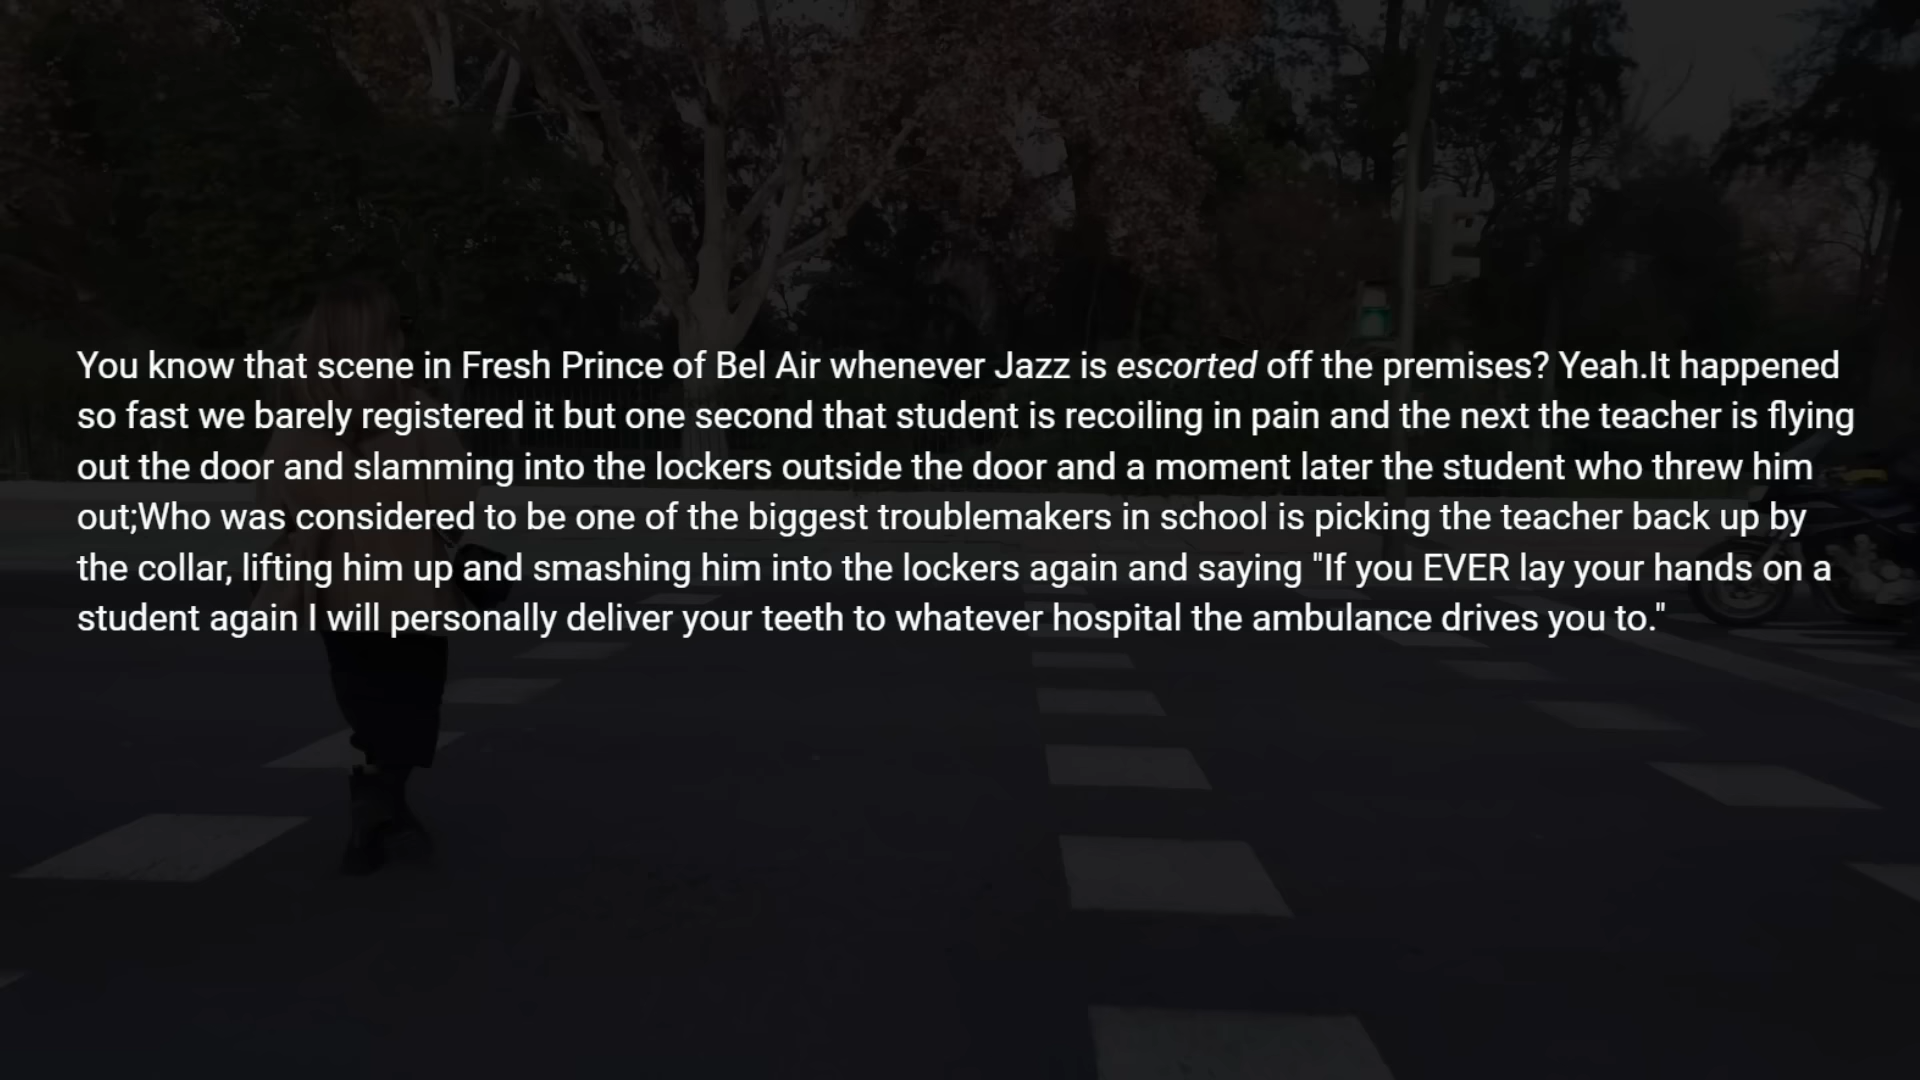 You know that scene in Fresh Prince of Bel Air whenever Jazz is escorted off the premises? Yeah.It happened
so fast we barely registered it but one second that student is recoiling in pain and the next the teacher is flying
out the door and slamming into the lockers outside the door and a moment later the student who threw him
out;Who was considered to be one of the biggest troublemakers in school is picking the teacher back up by
the collar, lifting him up and smashing him into the lockers again and saying "If you EVER lay your hands on a
student again I will personally deliver your teeth to whatever hospital the ambulance drives you to."